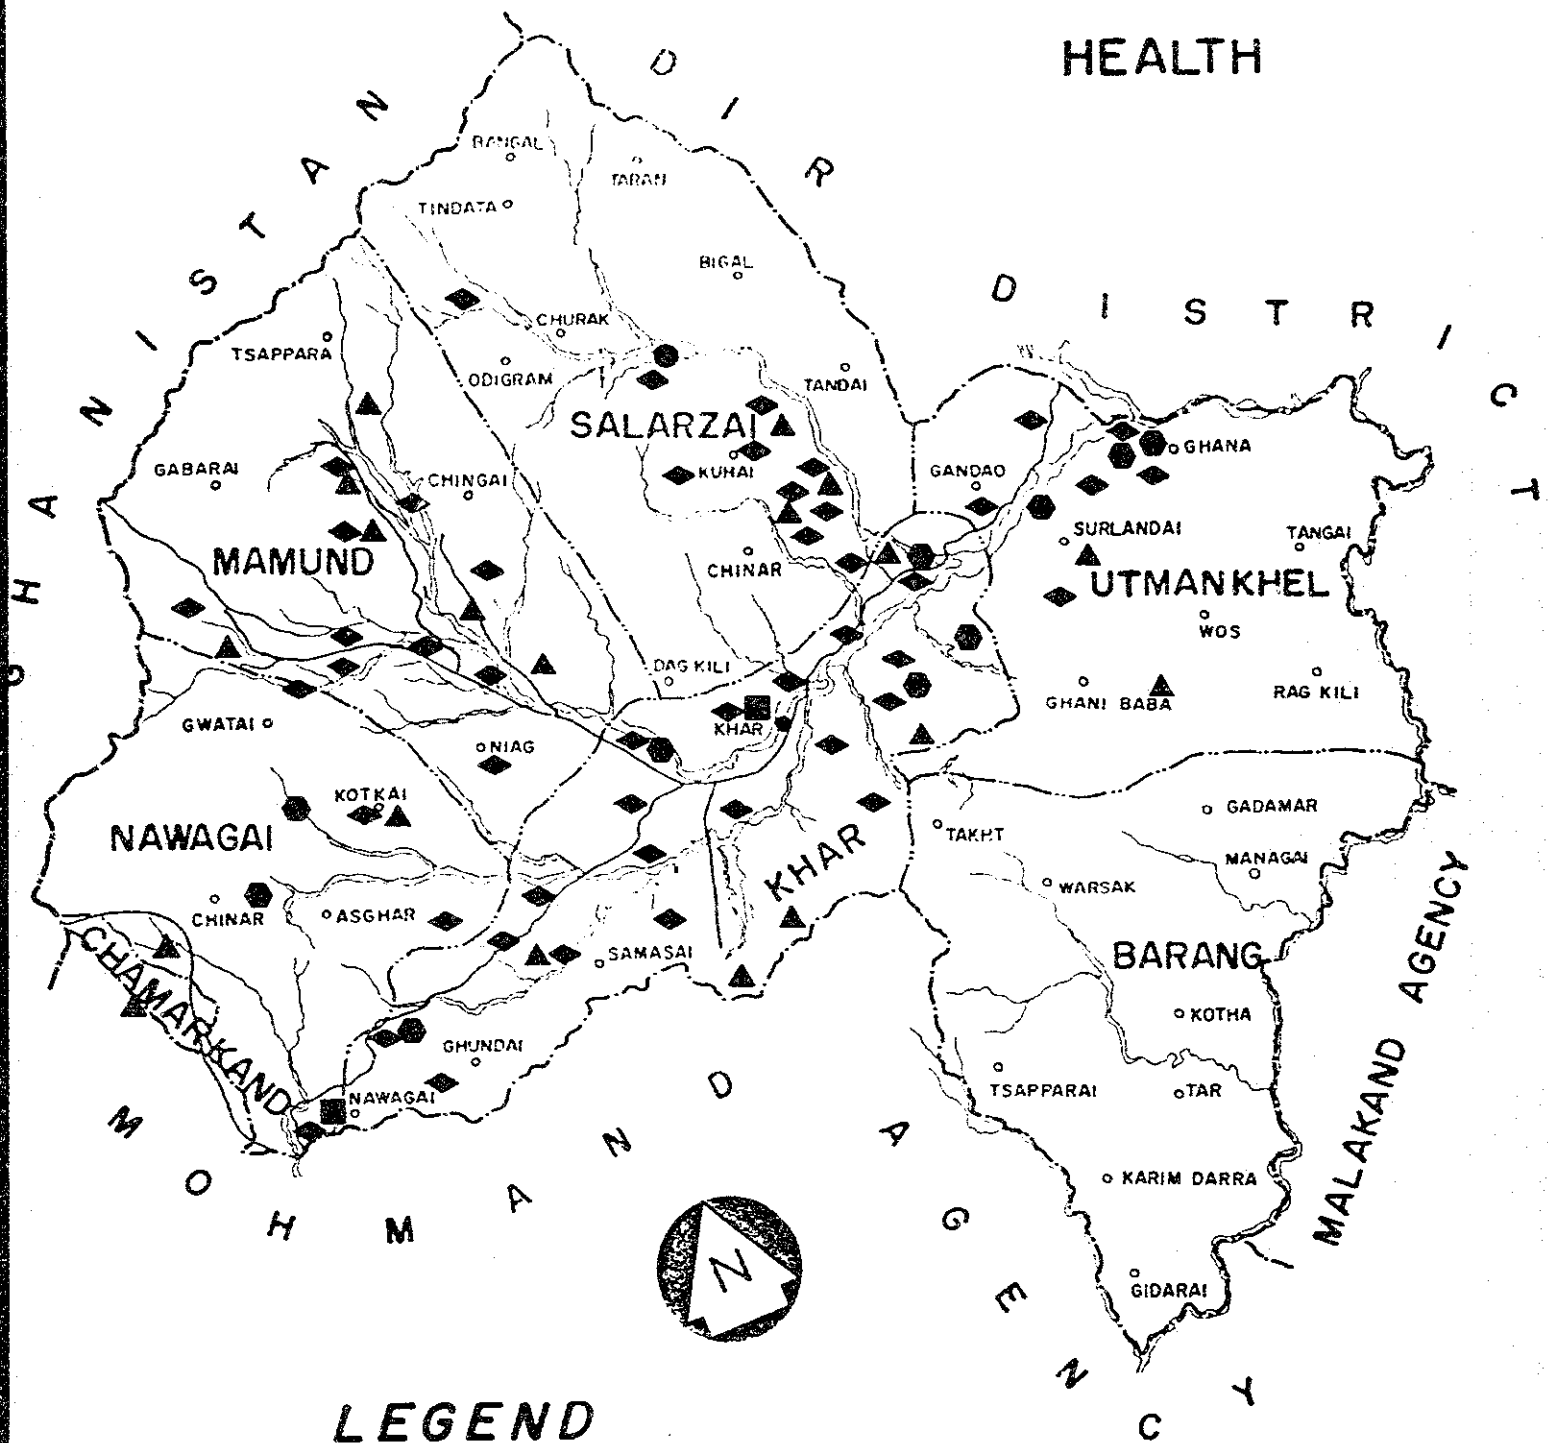 HEALTH
DIR
DISTRICT
GHANISTAN
BANGAL
TARAN
TINDATA
BIGAL
CHURAK
TSAPPARA
ODIGRAM
TANDAI
SALARZAI
GHANA
GABARAI
CHINGAI
KUHAI
GANDAO
SURLANDAI
TANGAI
MAMUND
CHINAR
UTMANKHEL
WOS
DAG KILI
GHANI BABA
RAG KILI
GWATAI
NIAG
KHAR
KOTKAI
GADAMAR
NAWAGAI
TAKHT
MANAGAI
KHAR
WARSAK
CHINAR
ASGHAR
SAMASAI
BARANG
CHAMARKAND
KOTHA
GHUNDAI
TSAPPARAI
TAR
NAWAGAI
MALAKAND AGENCY
KARIM DARRA
MOHMAND AGENCY
N
GIDARAI
LEGEND